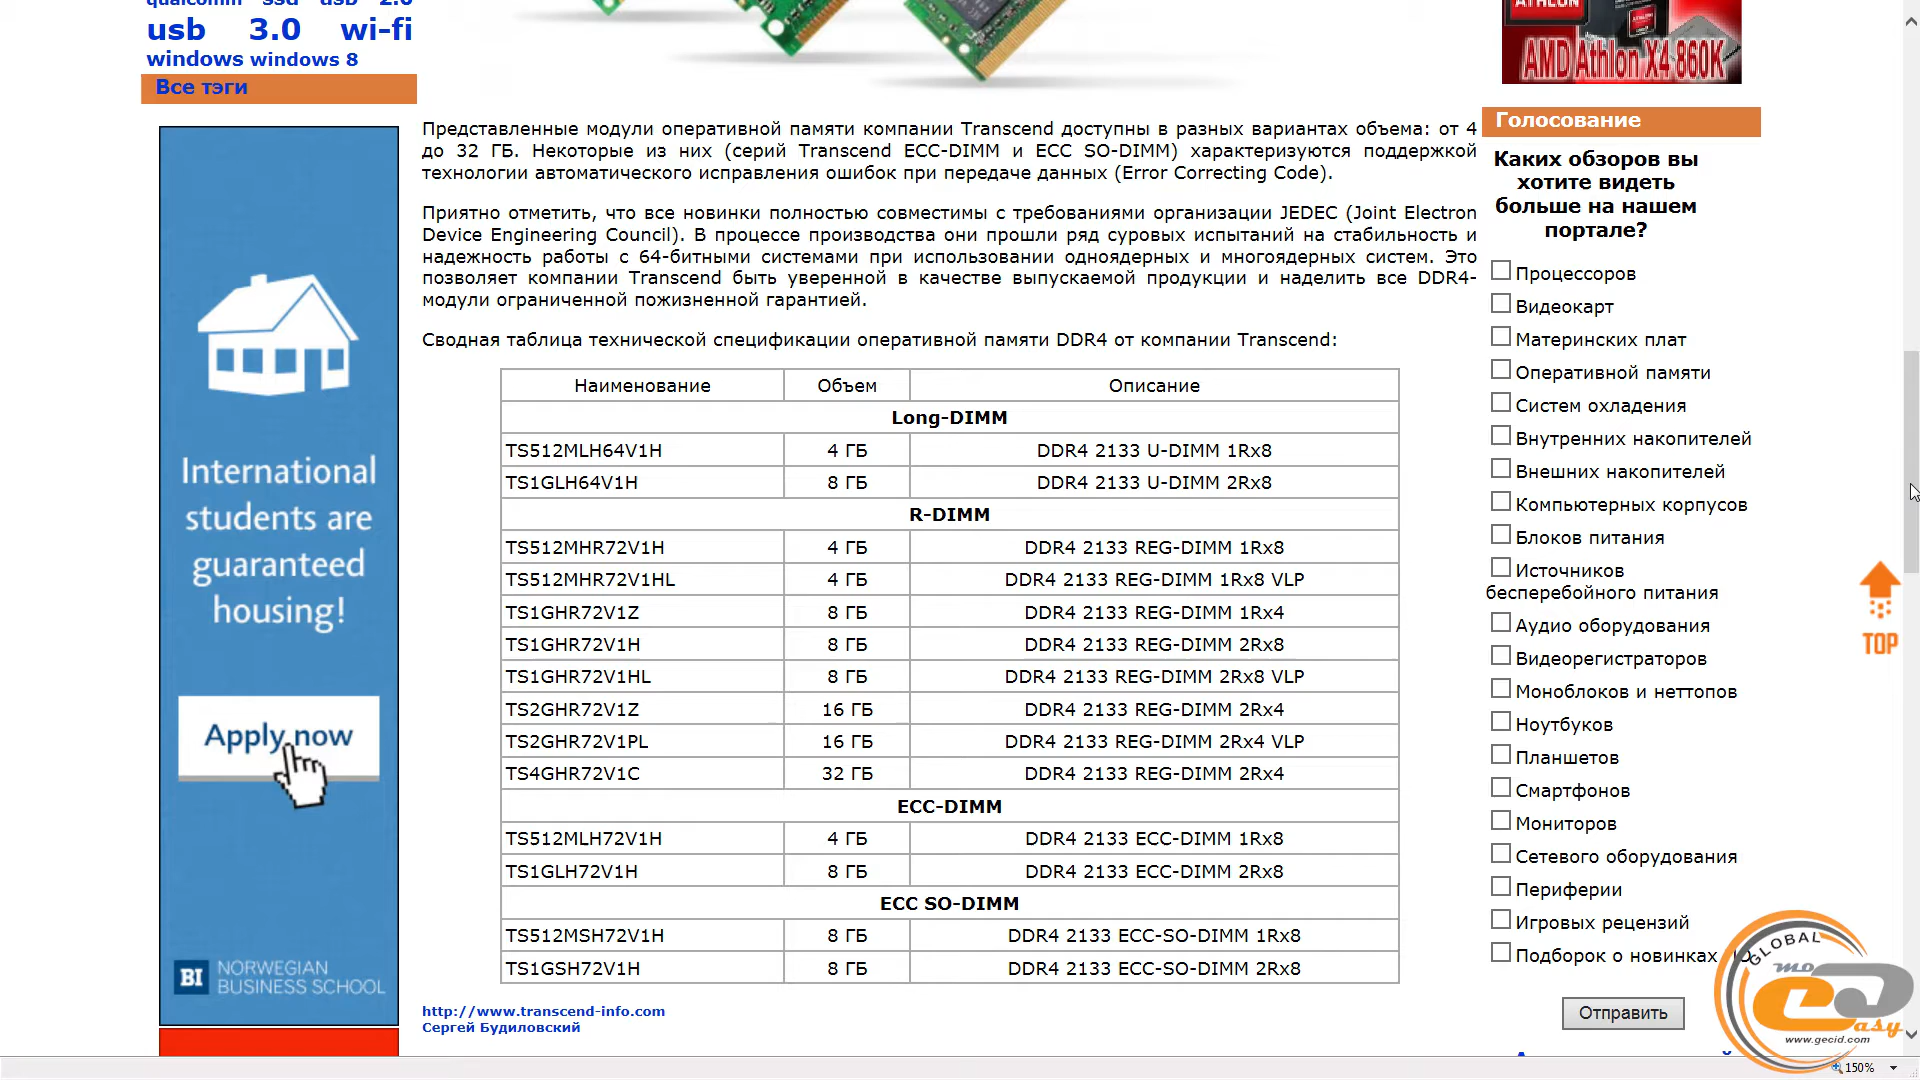 usb 3.0 wi-fi
windows windows 8
Все тэги
International
students are
guaranteed
housing!
Apply now
BI NORWEGIAN
BUSINESS SCHOOL
Представленные модули оперативной памяти компании Transcend доступны в разных вариантах объема: от 4
до 32 ГБ. Некоторые из них (серий Transcend ECC-DIMM и ECC SO-DIMM) характеризуются поддержкой
технологии автоматического исправления ошибок при передаче данных (Error Correcting Code).
Приятно отметить, что все новинки полностью совместимы с требованиями организации JEDEC (Joint Electron
Device Engineering Council). В процессе производства они прошли ряд суровых испытаний на стабильность и
надежность работы с 64-битными системами при использовании одноядерных и многоядерных систем. Это
позволяет компании Transcend быть уверенной в качестве выпускаемой продукции и наделить все DDR4-
модули ограниченной пожизненной гарантией.
Сводная таблица технической спецификации оперативной памяти DDR4 от компании Transcend:
Наименование Объем Описание
Long-DIMM
TS512MLH64V1H 4 ГБ DDR4 2133 U-DIMM 1Rx8
TS1GLH64V1H 8 ГБ DDR4 2133 U-DIMM 2Rx8
R-DIMM
TS512MHR72V1H 4 ГБ DDR4 2133 REG-DIMM 1Rx8
TS512MHR72V1HL 4 ГБ DDR4 2133 REG-DIMM 1Rx8 VLP
TS1GHR72V1Z 8 ГБ DDR4 2133 REG-DIMM 1Rx4
TS1GHR72V1H 8 ГБ DDR4 2133 REG-DIMM 2Rx8
TS1GHR72V1HL 8 ГБ DDR4 2133 REG-DIMM 2Rx8 VLP
TS2GHR72V1Z 16 ГБ DDR4 2133 REG-DIMM 2Rx4
TS2GHR72V1PL 16 ГБ DDR4 2133 REG-DIMM 2Rx4 VLP
TS4GHR72V1C 32 ГБ DDR4 2133 REG-DIMM 2Rx4
ECC-DIMM
TS512MLH72V1H 4 ГБ DDR4 2133 ECC-DIMM 1Rx8
TS1GLH72V1H 8 ГБ DDR4 2133 ECC-DIMM 2Rx8
ECC SO-DIMM
TS512MSH72V1H 8 ГБ DDR4 2133 ECC-SO-DIMM 1Rx8
TS1GSH72V1H 8 ГБ DDR4 2133 ECC-SO-DIMM 2Rx8
http://www.transcend-info.com
Сергей Будиловский
AMD Athlon X4 860K
Голосование
Каких обзоров вы
хотите видеть
больше на нашем
портале?
Процессоров
Видеокарт
Материнских плат
Оперативной памяти
Систем охладения
Внутренних накопителей
Внешних накопителей
Компьютерных корпусов
Блоков питания
Источников
бесперебойного питания
Аудио оборудования
Видеорегистраторов
Моноблоков и неттопов
Ноутбуков
Планшетов
Смартфонов
Мониторов
Сетевого оборудования
Периферии
Игровых рецензий
Подборок о новинках
Отправить
TOP
GLOBAL
easy
www.gecid.com
150%